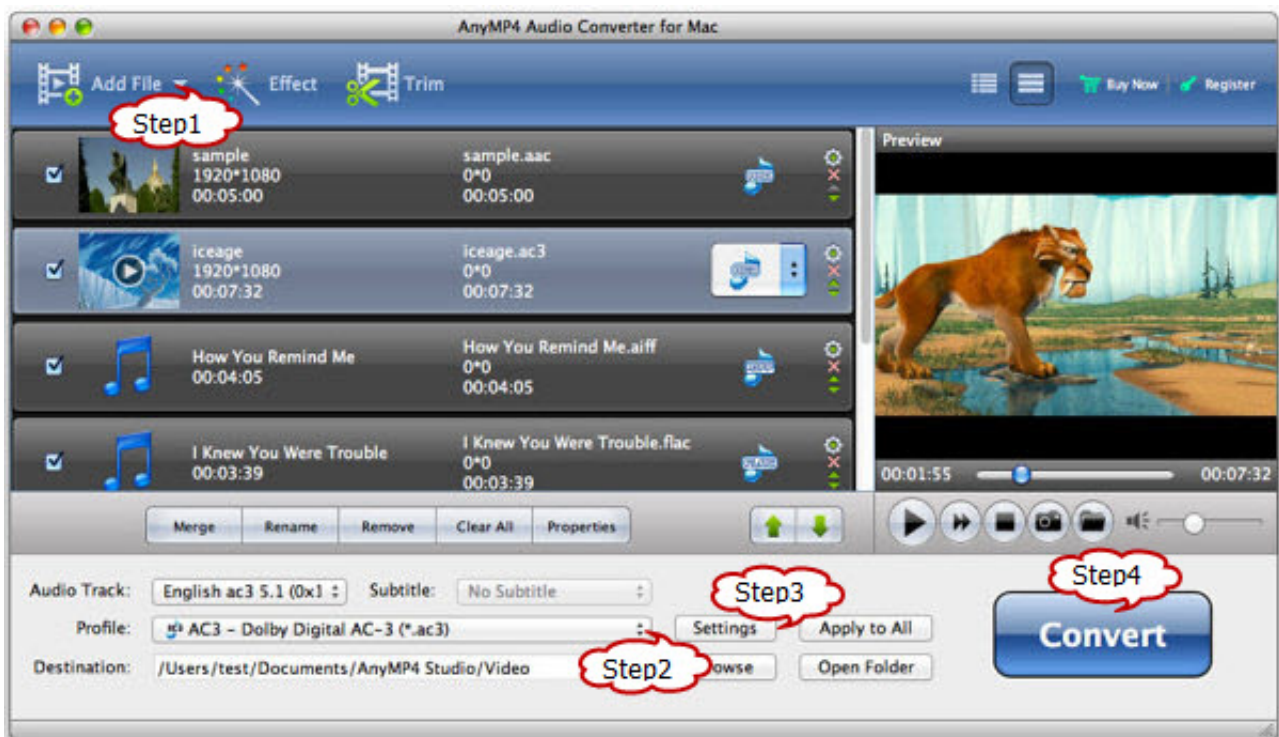 AnyMP4 Audio Converter for Mac
Add File
Effect
Trim
Buy Now
Register
Step1
sample
1920*1080
00:05:00
sample.aac
0*0
00:05:00
iceage
1920*1080
00:07:32
iceage.ac3
0*0
00:07:32
How You Remind Me
00:04:05
How You Remind Me.aiff
0*0
00:04:05
I Knew You Were Trouble
00:03:39
I Knew You Were Trouble.flac
0*0
00:03:39
Preview
00:01:55
00:07:32
Merge
Rename
Remove
Clear All
Properties
Audio Track:
English ac3 5.1 (0x1
Subtitle:
No Subtitle
Step3
Step4
Profile:
AC3 - Dolby Digital AC-3 (*.ac3)
Settings
Apply to All
Convert
Destination:
/Users/test/Documents/AnyMP4 Studio/Video
Step2
owse
Open Folder